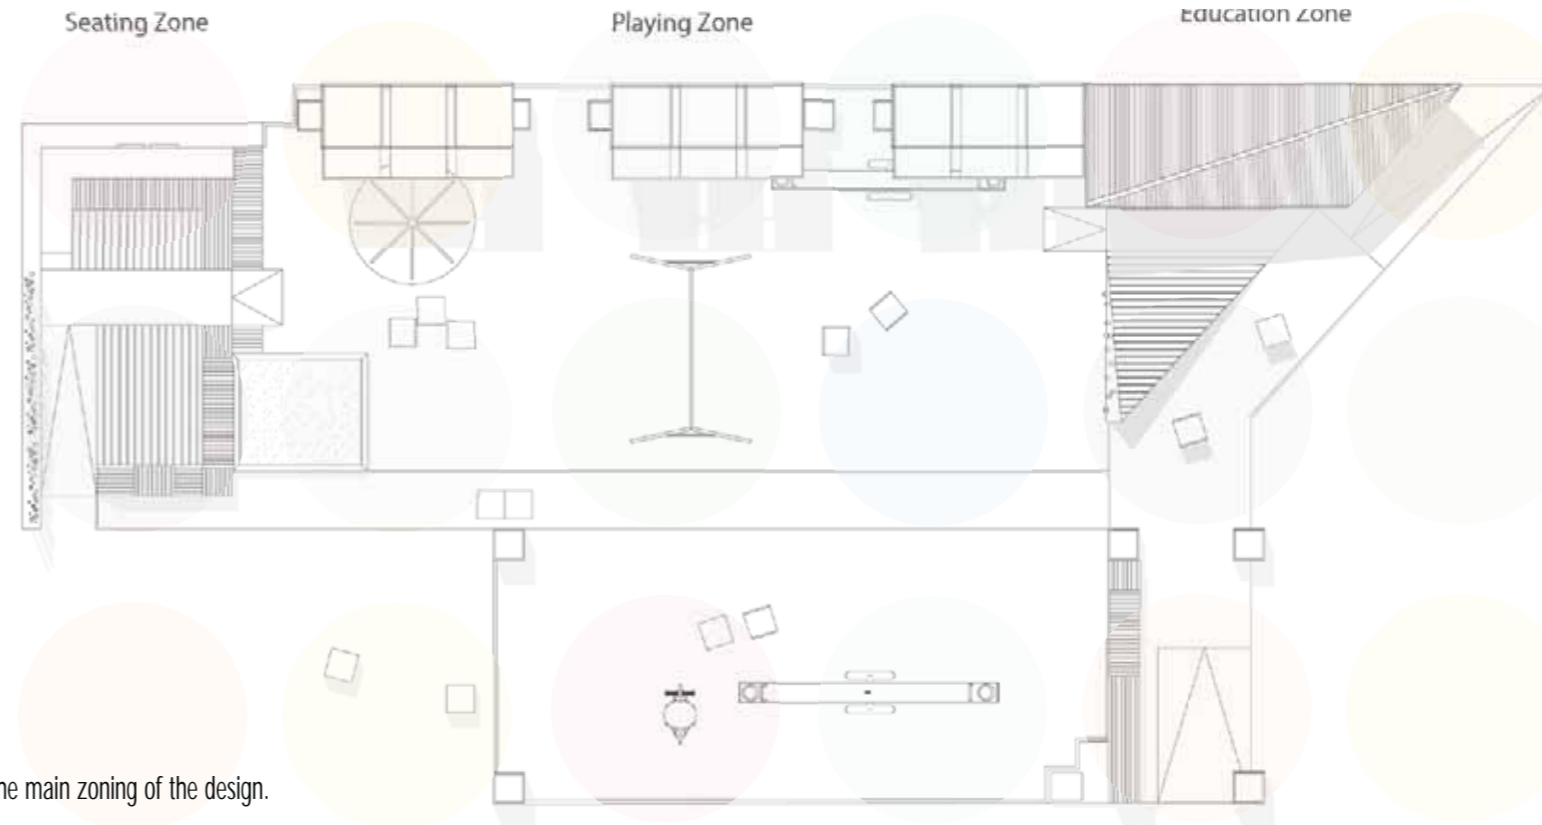 Seating Zone
Playing Zone
Education Zone
he main zoning of the design.